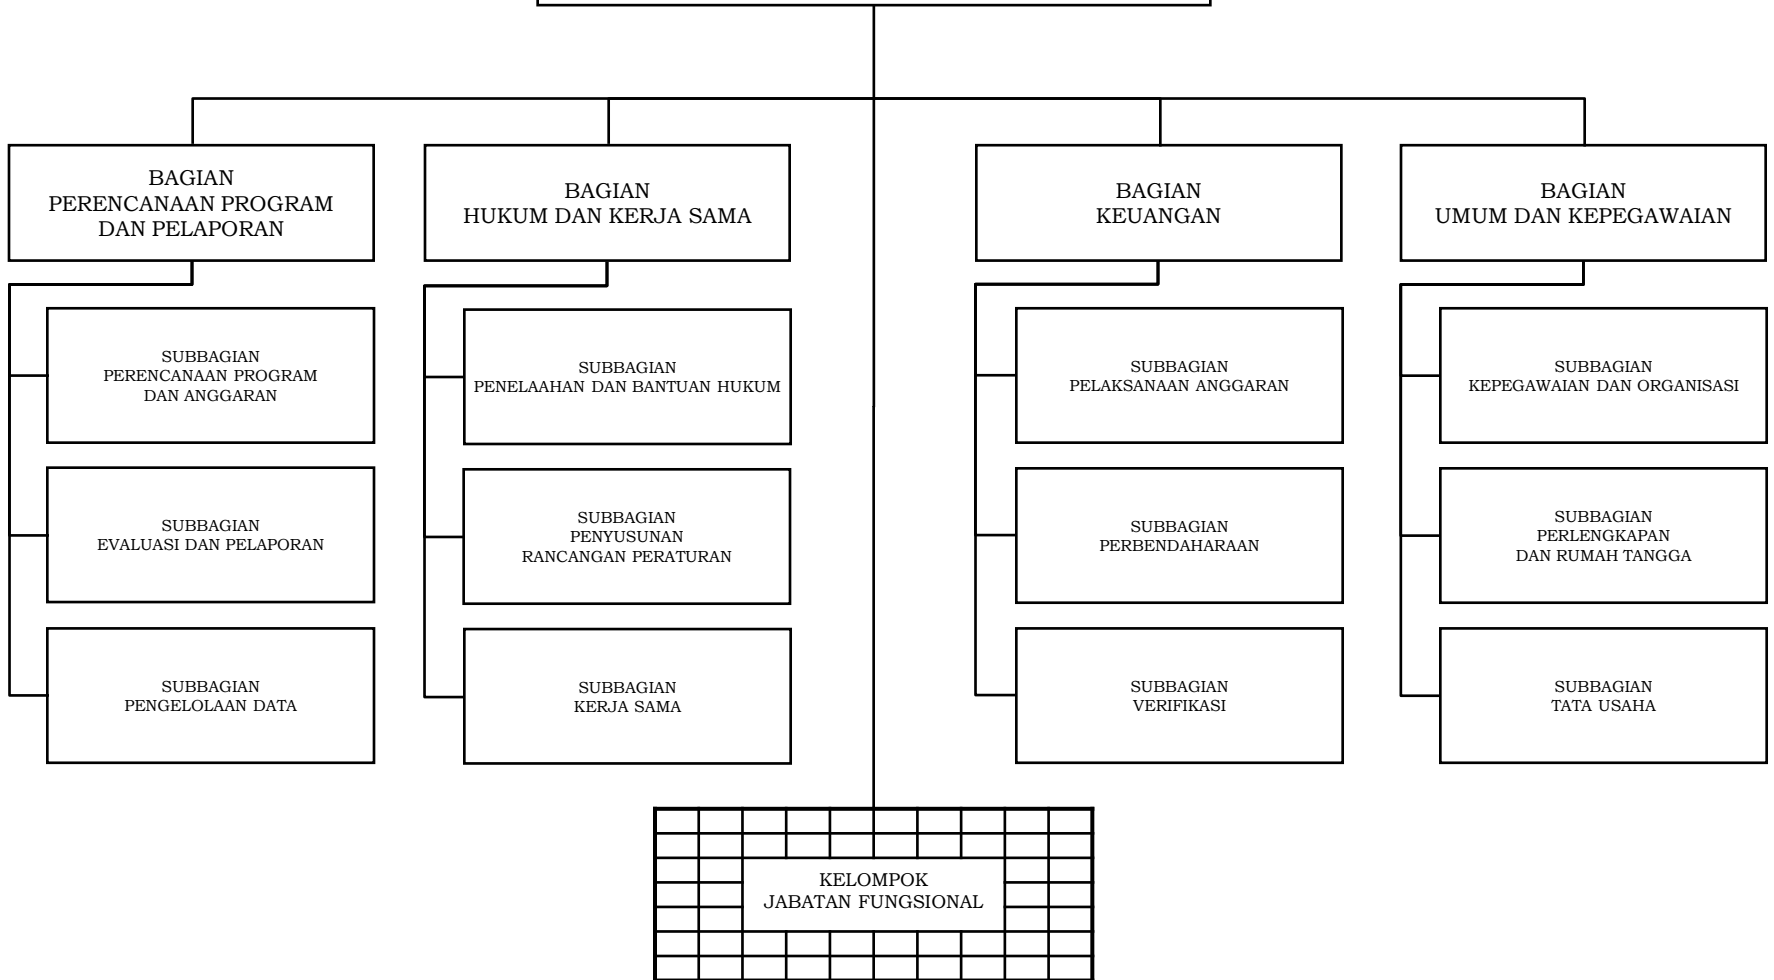 BAGIAN
PERENCANAAN PROGRAM
DAN PELAPORAN
BAGIAN
HUKUM DAN KERJA SAMA
BAGIAN
KEUANGAN
BAGIAN
UMUM DAN KEPEGAWAIAN
SUBBAGIAN
PERENCANAAN PROGRAM
DAN ANGGARAN
SUBBAGIAN
PENELAAHAN DAN BANTUAN HUKUM
SUBBAGIAN
PELAKSANAAN ANGGARAN
SUBBAGIAN
KEPEGAWAIAN DAN ORGANISASI
SUBBAGIAN
EVALUASI DAN PELAPORAN
SUBBAGIAN
PENYUSUNAN
RANCANGAN PERATURAN
SUBBAGIAN
PERBENDAHARAAN
SUBBAGIAN
PERLENGKAPAN
DAN RUMAH TANGGA
SUBBAGIAN
PENGELOLAAN DATA
SUBBAGIAN
KERJA SAMA
SUBBAGIAN
VERIFIKASI
SUBBAGIAN
TATA USAHA
KELOMPOK
JABATAN FUNGSIONAL